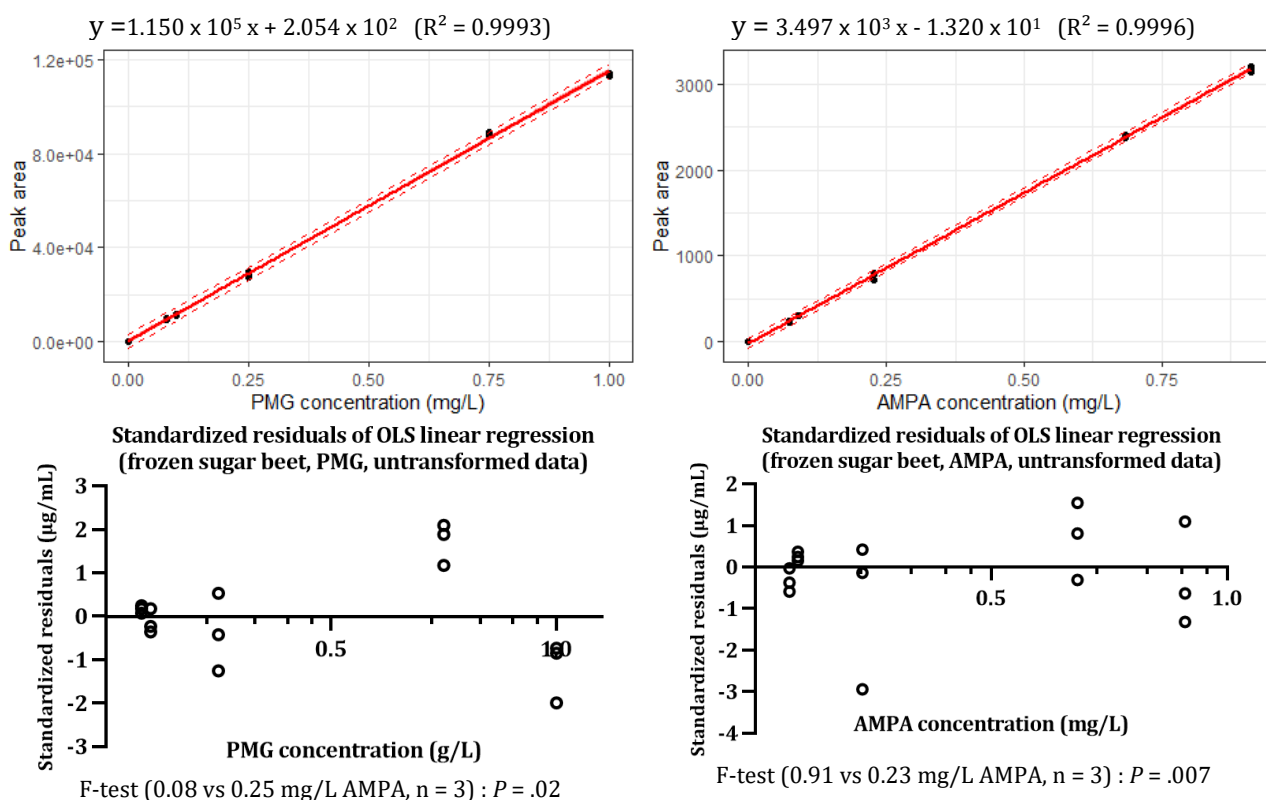 y =1.150 x 10⁵ x + 2.054 x 10² (R² = 0.9993)
1.2e+05
8.0e+04
4.0e+04
0.0e+00
Peak area
0.00 0.25 0.50 0.75 1.00
PMG concentration (mg/L)
y = 3.497 x 10³ x - 1.320 x 10¹ (R² = 0.9996)
3000
2000
1000
0
Peak area
0.00 0.25 0.50 0.75
AMPA concentration (mg/L)
Standardized residuals of OLS linear regression
(frozen sugar beet, PMG, untransformed data)
Standardized residuals (µg/mL)
3
2
1
0
-1
-2
-3
0.5 1.0
PMG concentration (g/L)
F-test (0.08 vs 0.25 mg/L AMPA, n = 3) : P = .02
Standardized residuals of OLS linear regression
(frozen sugar beet, AMPA, untransformed data)
Standardized residuals (µg/mL)
2
1
0
-1
-2
-3
-4
0.5 1.0
AMPA concentration (mg/L)
F-test (0.91 vs 0.23 mg/L AMPA, n = 3) : P = .007